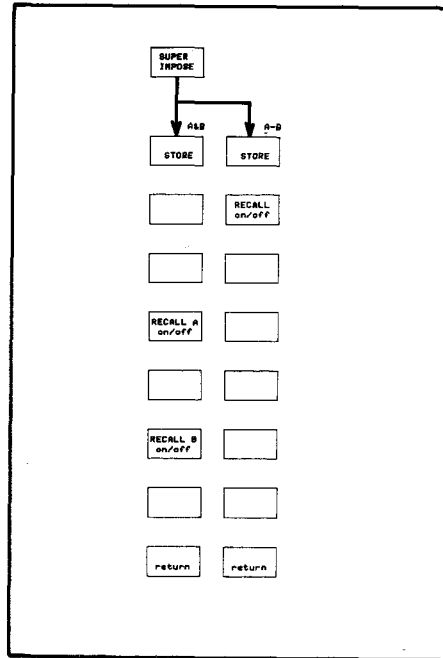 SUPER
IMPOSE
A&B
A-B
STORE
STORE
RECALL
on/off
RECALL A
on/off
RECALL B
on/off
return
return